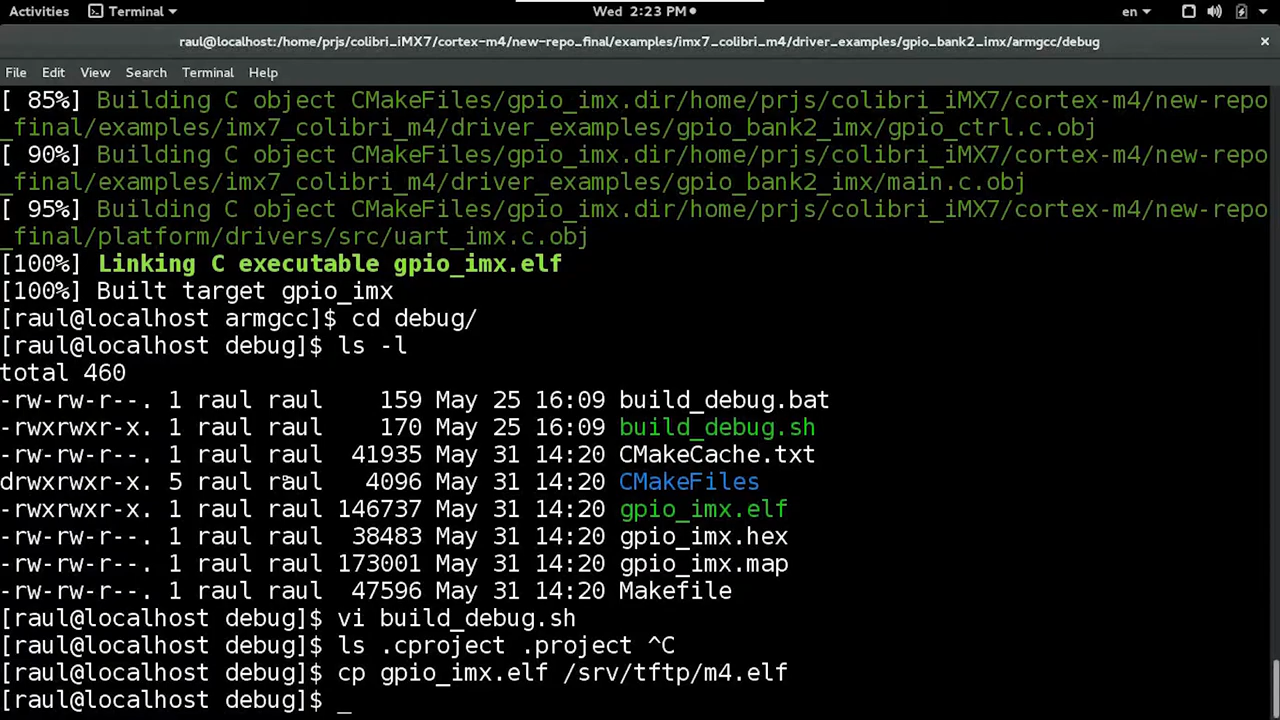 Activities Terminal Wed 2:23 PM en
raul@localhost:/home/prjs/colibri_iMX7/cortex-m4/new-repo_final/examples/imx7_colibri_m4/driver_examples/gpio_bank2_imx/armgcc/debug
File Edit View Search Terminal Help
[ 85%] Building C object CMakeFiles/gpio_imx.dir/home/prjs/colibri_iMX7/cortex-m4/new-repo
_final/examples/imx7_colibri_m4/driver_examples/gpio_bank2_imx/gpio_ctrl.c.obj
[ 90%] Building C object CMakeFiles/gpio_imx.dir/home/prjs/colibri_iMX7/cortex-m4/new-repo
_final/examples/imx7_colibri_m4/driver_examples/gpio_bank2_imx/main.c.obj
[ 95%] Building C object CMakeFiles/gpio_imx.dir/home/prjs/colibri_iMX7/cortex-m4/new-repo
_final/platform/drivers/src/uart_imx.c.obj
[100%] Linking C executable gpio_imx.elf
[100%] Built target gpio_imx
[raul@localhost armgcc]$ cd debug/
[raul@localhost debug]$ ls -l
total 460
-rw-rw-r--. 1 raul raul    159 May 25 16:09 build_debug.bat
-rwxrwxr-x. 1 raul raul    170 May 25 16:09 build_debug.sh
-rw-rw-r--. 1 raul raul  41935 May 31 14:20 CMakeCache.txt
drwxrwxr-x. 5 raul raul   4096 May 31 14:20 CMakeFiles
-rwxrwxr-x. 1 raul raul 146737 May 31 14:20 gpio_imx.elf
-rw-rw-r--. 1 raul raul  38483 May 31 14:20 gpio_imx.hex
-rw-rw-r--. 1 raul raul 173001 May 31 14:20 gpio_imx.map
-rw-rw-r--. 1 raul raul  47596 May 31 14:20 Makefile
[raul@localhost debug]$ vi build_debug.sh
[raul@localhost debug]$ ls .cproject .project ^C
[raul@localhost debug]$ cp gpio_imx.elf /srv/tftp/m4.elf
[raul@localhost debug]$ _